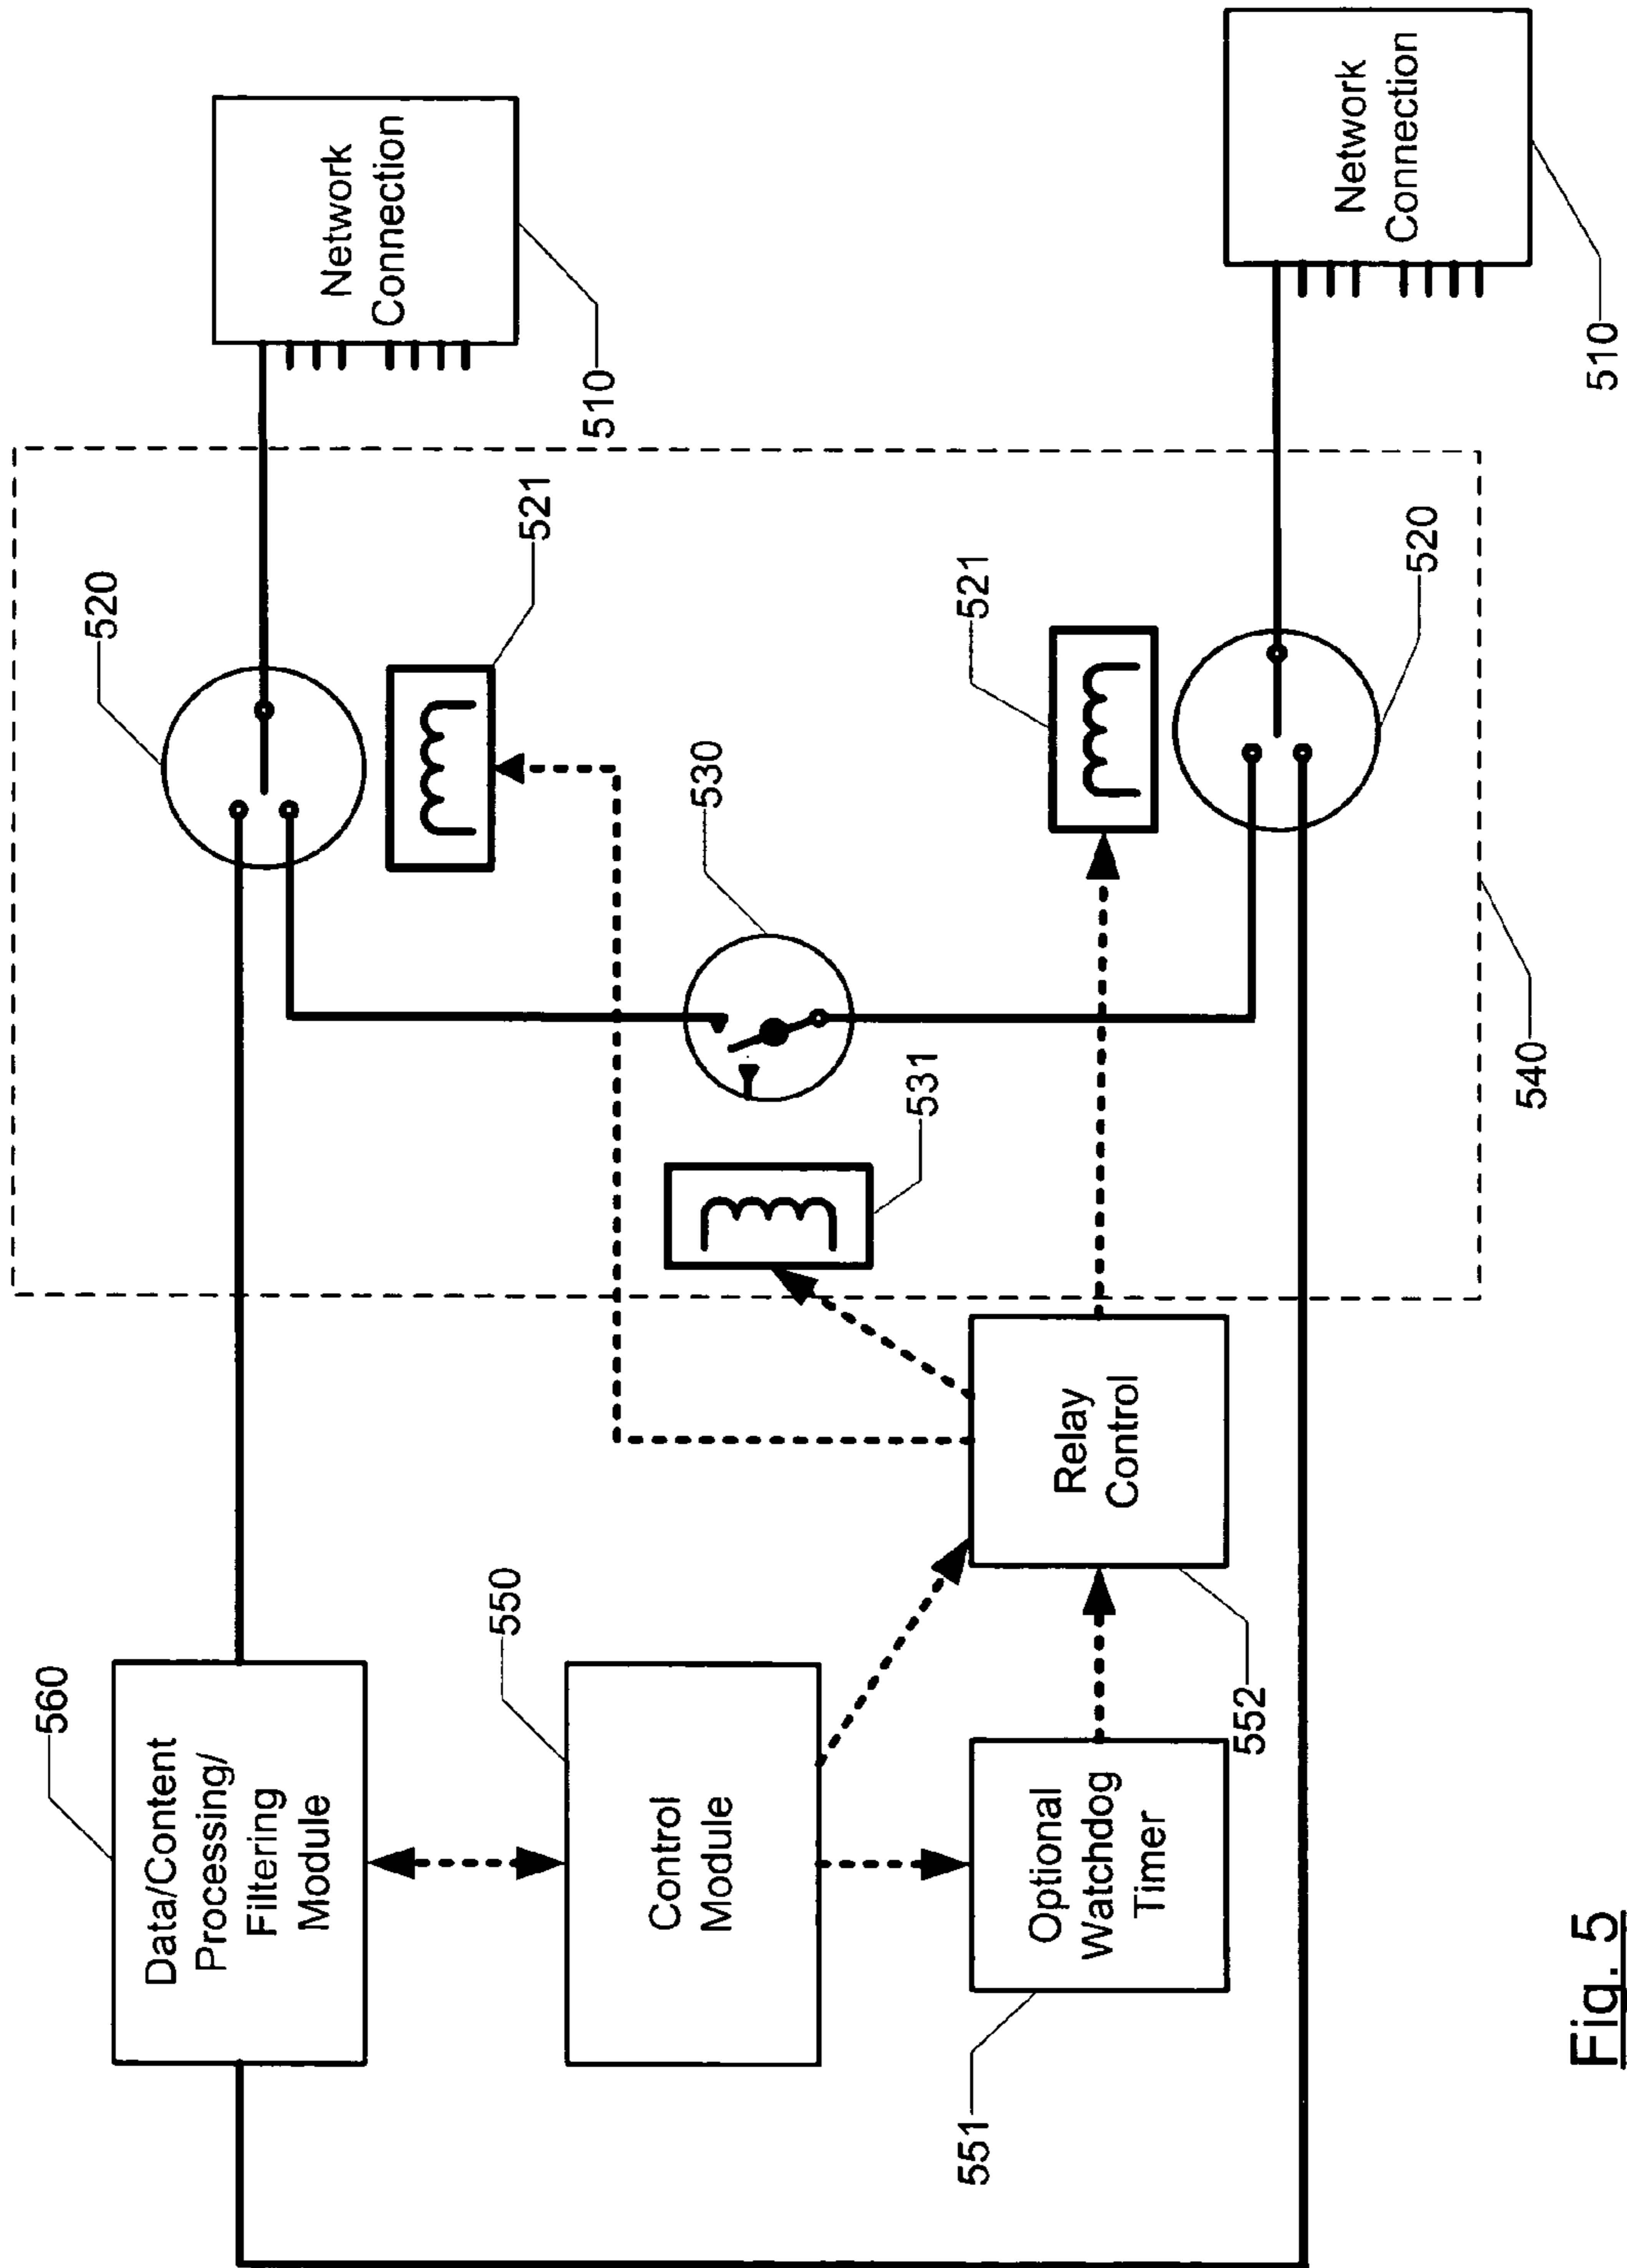 560
Data/Content
Processing/
Filtering
Module
550
Control
Module
551
Optional
Watchdog
Timer
552
Relay
Control
520
521
530
531
521
520
540
Network
Connection
510
Network
Connection
510
Fig. 5